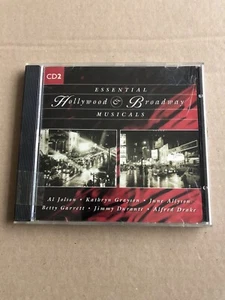 CD2
ESSENTIAL
Hollywood & Broadway
MUSICALS
Al Jolson • Kathryn Grayson • June Allyson
Betty Garrett • Jimmy Durante • Alfred Drake